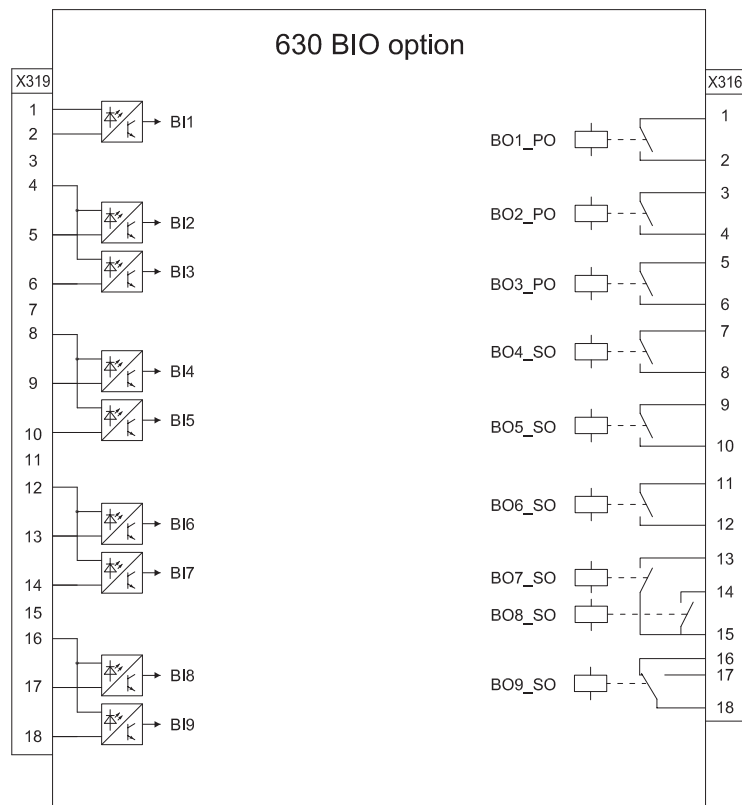 630 BIO option
X319
1
2
3
4
5
6
7
8
9
10
11
12
13
14
15
16
17
18
BI1
BI2
BI3
BI4
BI5
BI6
BI7
BI8
BI9
BO1_PO
BO2_PO
BO3_PO
BO4_SO
BO5_SO
BO6_SO
BO7_SO
BO8_SO
BO9_SO
X316
1
2
3
4
5
6
7
8
9
10
11
12
13
14
15
16
17
18